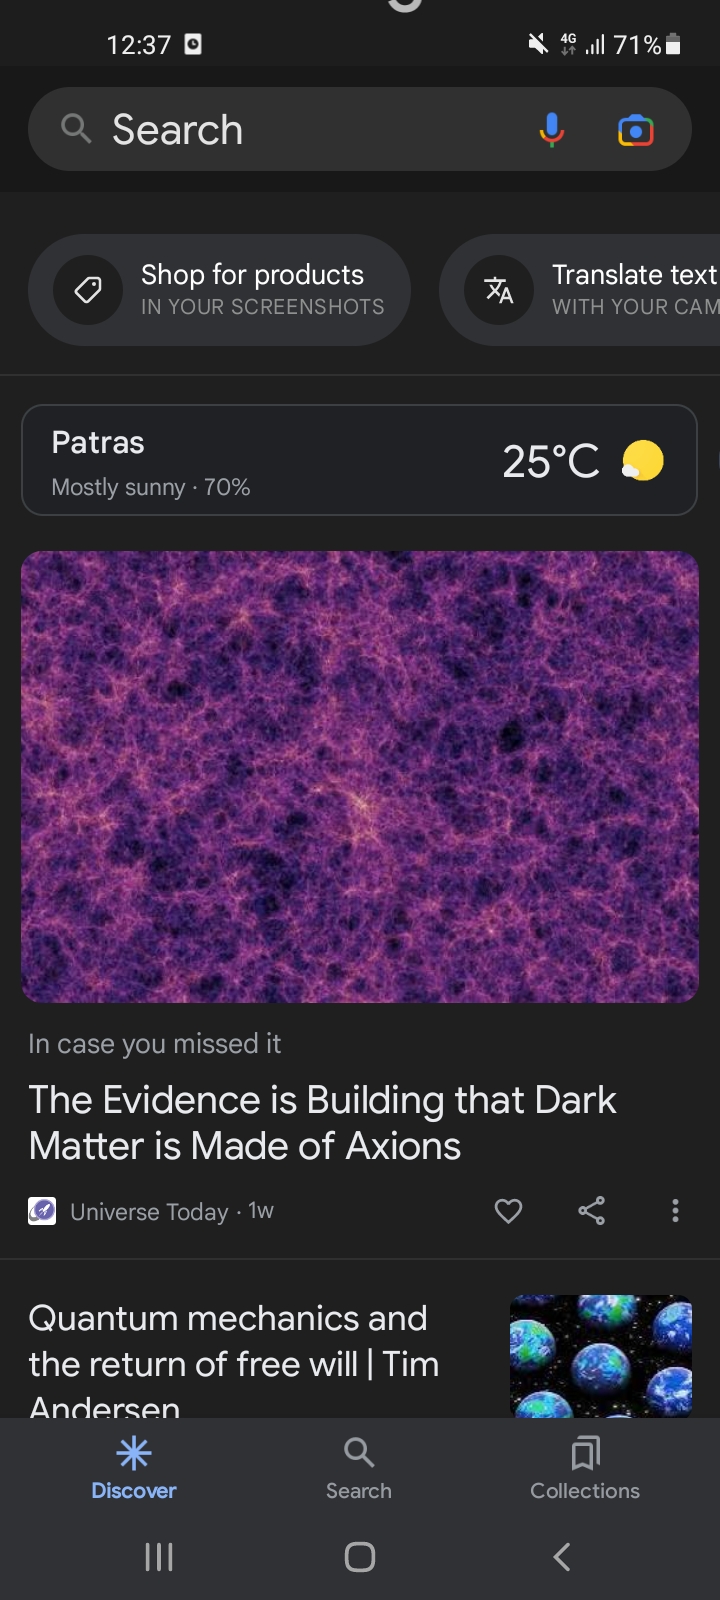 12:37 4G 71%
Search
Shop for products
IN YOUR SCREENSHOTS
Translate text
WITH YOUR CAM
Patras
Mostly sunny · 70%
25°C
In case you missed it
The Evidence is Building that Dark
Matter is Made of Axions
Universe Today · 1w
Quantum mechanics and
the return of free will | Tim
Andersen
Discover Search Collections